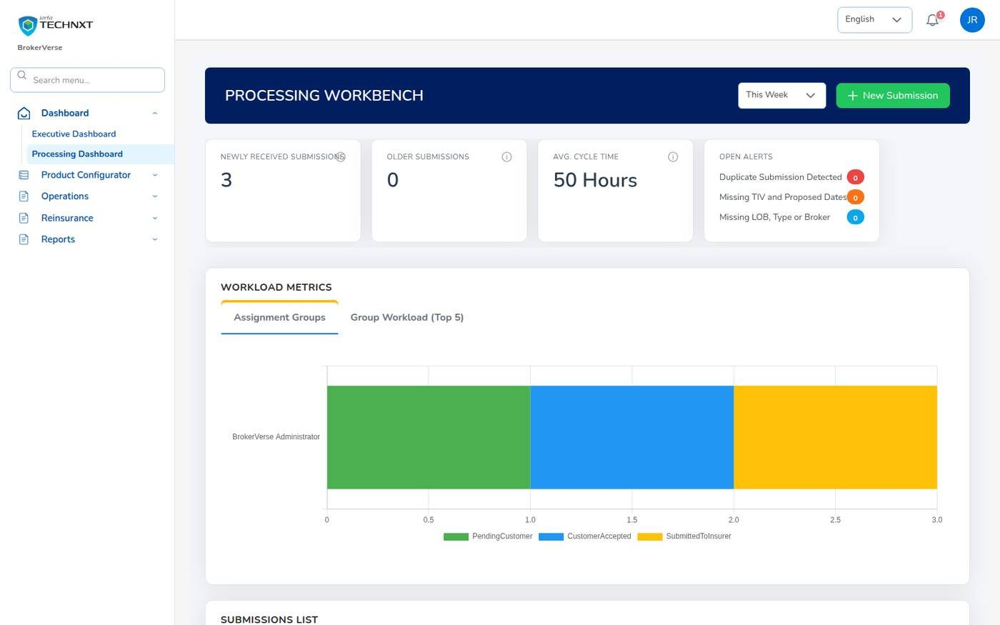 iorta
TECHNXT
BrokerVerse
Search menu...
Dashboard
Executive Dashboard
Processing Dashboard
Product Configurator
Operations
Reinsurance
Reports
English
1
JR
PROCESSING WORKBENCH
This Week
New Submission
NEWLY RECEIVED SUBMISSIONS
3
OLDER SUBMISSIONS
0
AVG. CYCLE TIME
50 Hours
OPEN ALERTS
Duplicate Submission Detected 0
Missing TIV and Proposed Dates 0
Missing LOB, Type or Broker 0
WORKLOAD METRICS
Assignment Groups Group Workload (Top 5)
BrokerVerse Administrator
0 0.5 1.0 1.5 2.0 2.5 3.0
PendingCustomer CustomerAccepted SubmittedToInsurer
SUBMISSIONS LIST